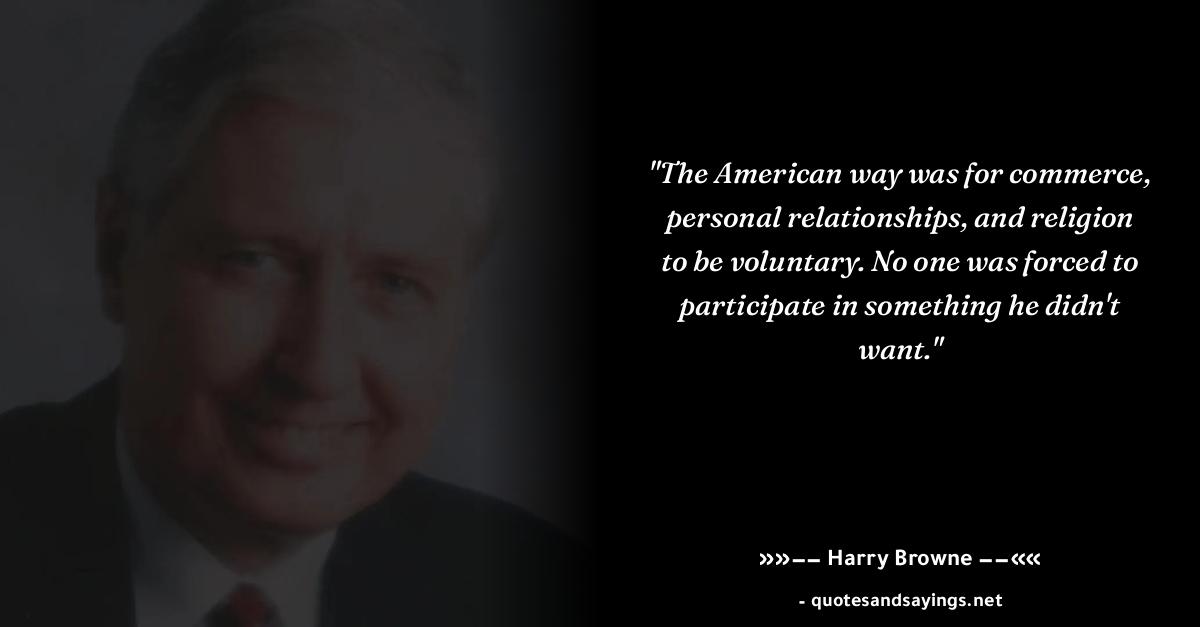 "The American way was for commerce,
personal relationships, and religion
to be voluntary. No one was forced to
participate in something he didn't
want."
»»−− Harry Browne −−««
- quotesandsayings.net